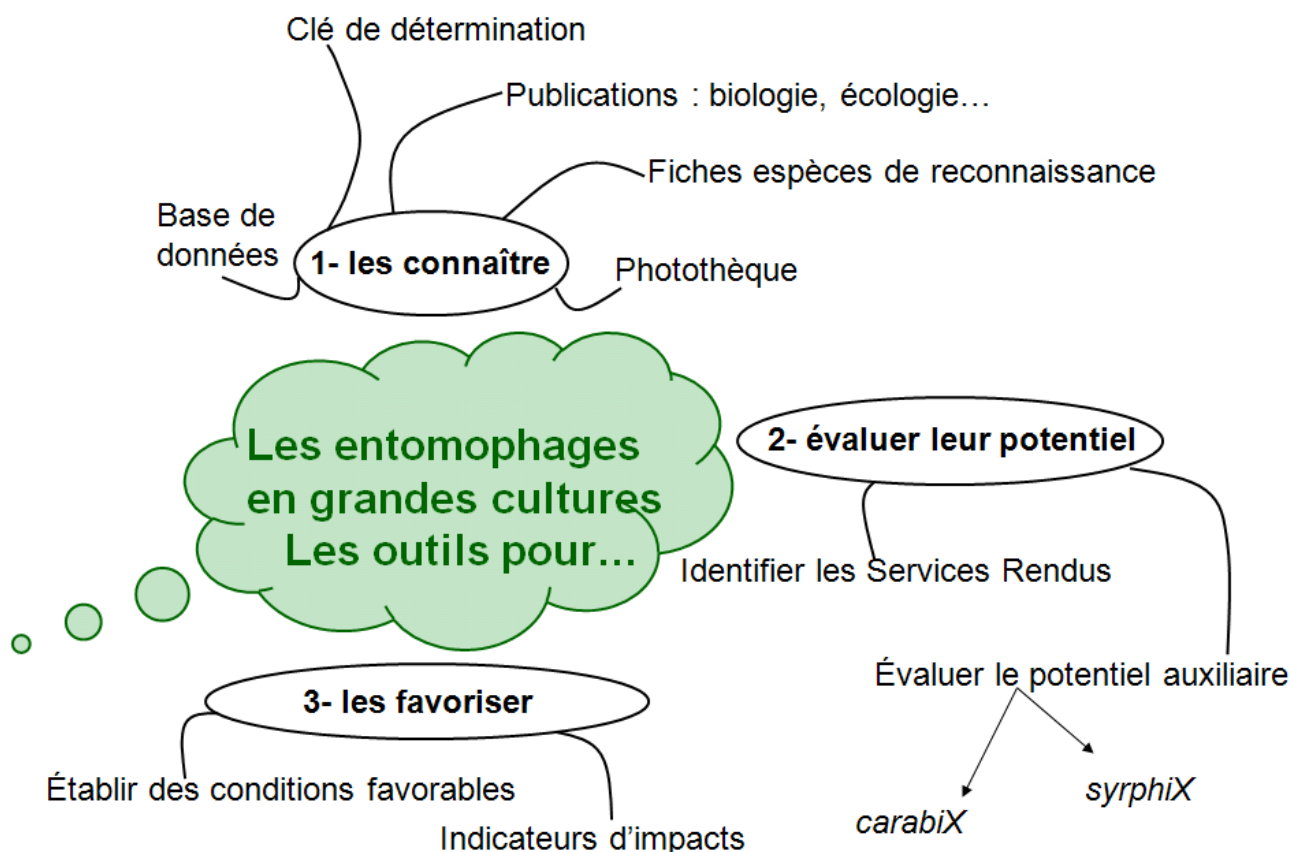 Clé de détermination
Publications : biologie, écologie…
Fiches espèces de reconnaissance
Base de
données
1- les connaître
Photothèque
Les entomophages
en grandes cultures
Les outils pour...
2- évaluer leur potentiel
Identifier les Services Rendus
Évaluer le potentiel auxiliaire
carabiX
syrphiX
3- les favoriser
Établir des conditions favorables
Indicateurs d’impacts